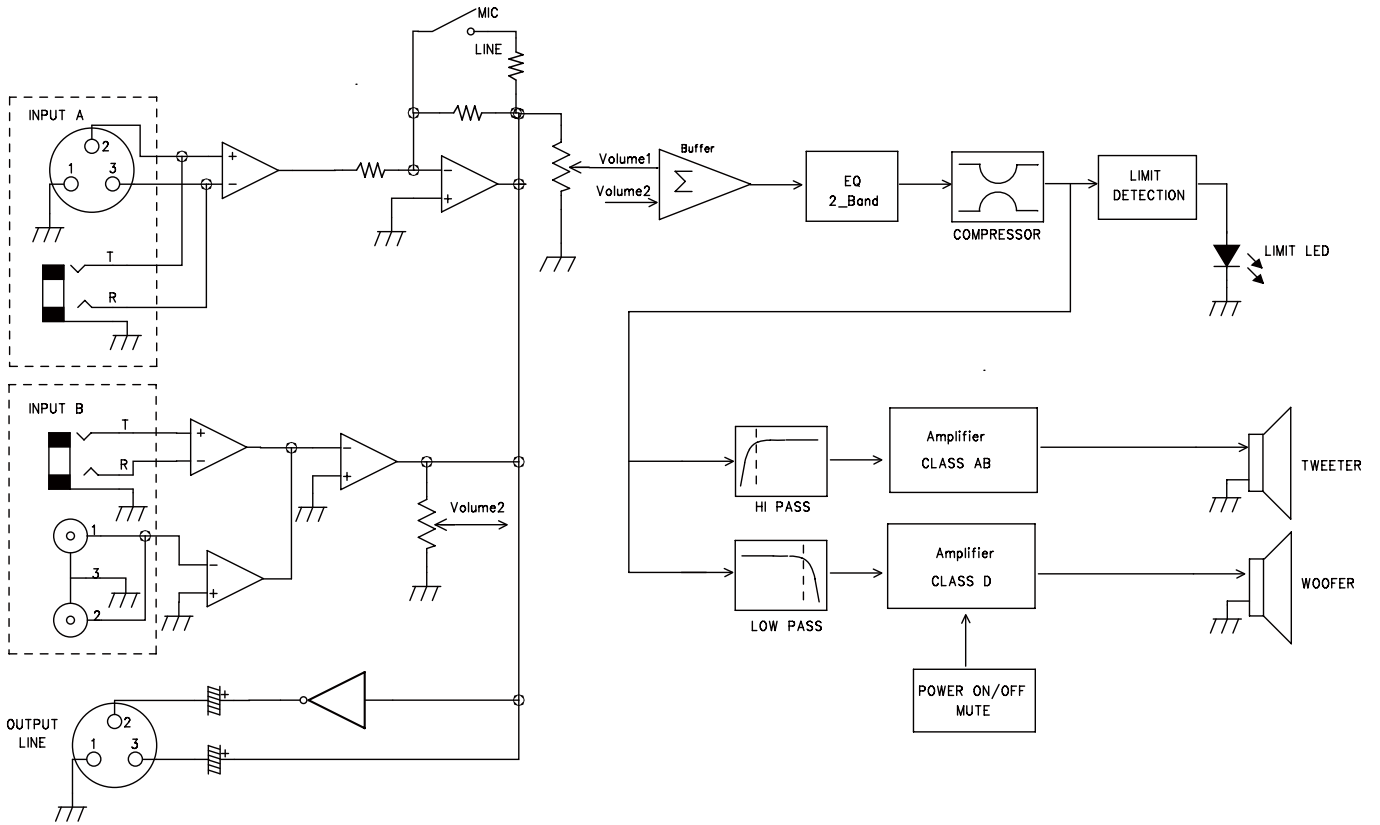 MIC
LINE
INPUT A
2
1
3
+
−
T
R
−
+
Volume1
Volume2
Buffer
Σ
EQ
2_Band
COMPRESSOR
LIMIT
DETECTION
LIMIT LED
INPUT B
T
R
+
−
−
+
1
3
2
−
+
Volume2
HI PASS
Amplifier
CLASS AB
TWEETER
LOW PASS
Amplifier
CLASS D
WOOFER
POWER ON/OFF
MUTE
OUTPUT
LINE
2
1
3
+
+